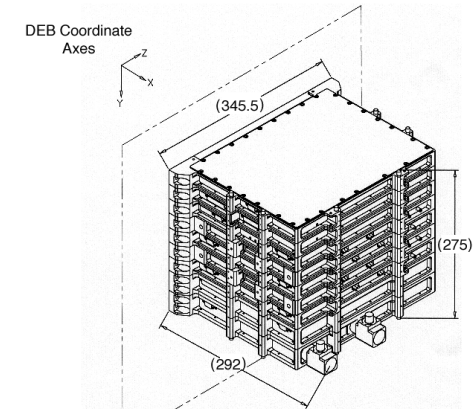 DEB Coordinate
Axes
Z
X
Y
(345.5)
(275)
(292)